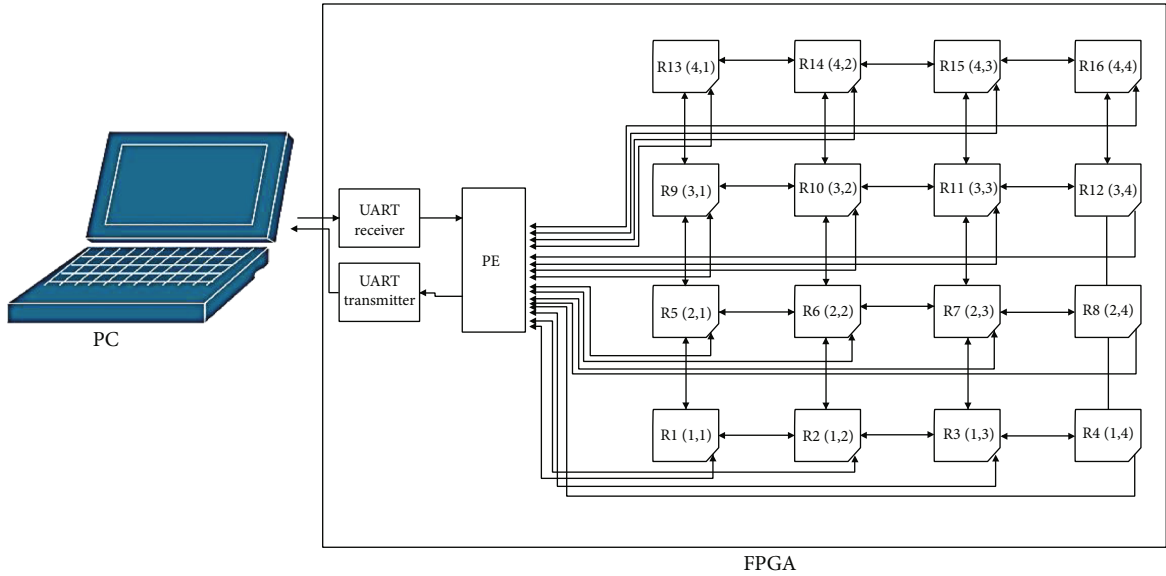 R13 (4,1)
R14 (4,2)
R15 (4,3)
R16 (4,4)
R9 (3,1)
R10 (3,2)
R11 (3,3)
R12 (3,4)
UART
receiver
PE
UART
transmitter
R5 (2,1)
R6 (2,2)
R7 (2,3)
R8 (2,4)
PC
R1 (1,1)
R2 (1,2)
R3 (1,3)
R4 (1,4)
FPGA